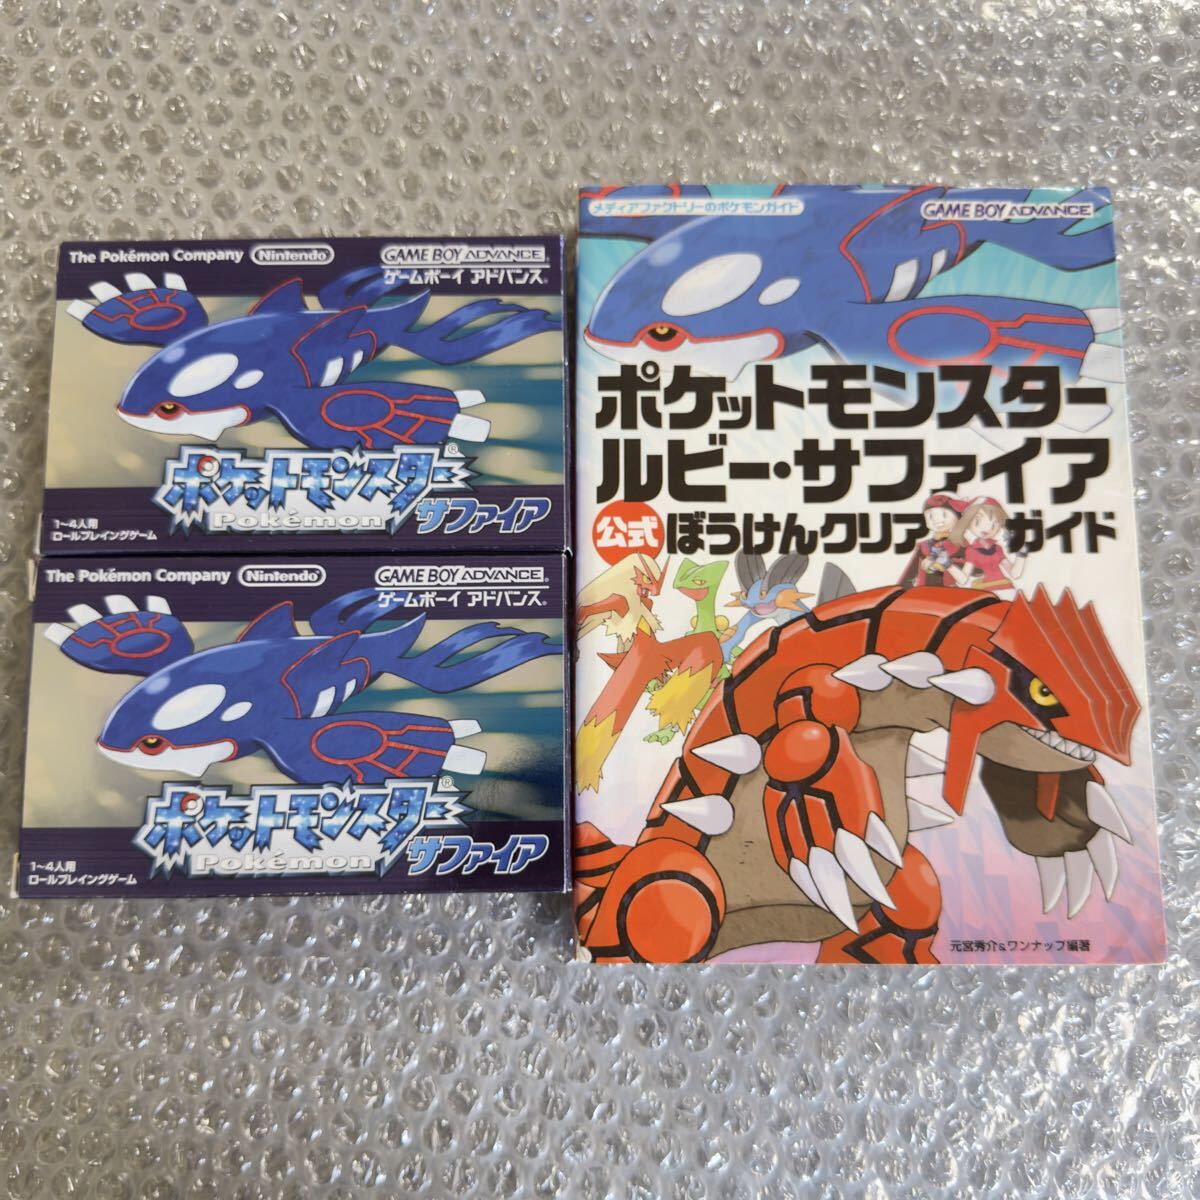 The Pokémon Company Nintendo
GAME BOY ADVANCE
ゲームボーイ アドバンス
ポケットモンスター
Pokémon サファイア
1～4人用
ロールプレイングゲーム
The Pokémon Company Nintendo
GAME BOY ADVANCE
ゲームボーイ アドバンス
ポケットモンスター
Pokémon サファイア
1～4人用
ロールプレイングゲーム
メディアファクトリーのポケモンガイド
GAME BOY ADVANCE
ポケットモンスター
ルビー・サファイア
公式 ぼうけんクリアガイド
元宮秀介&ワンナップ編著